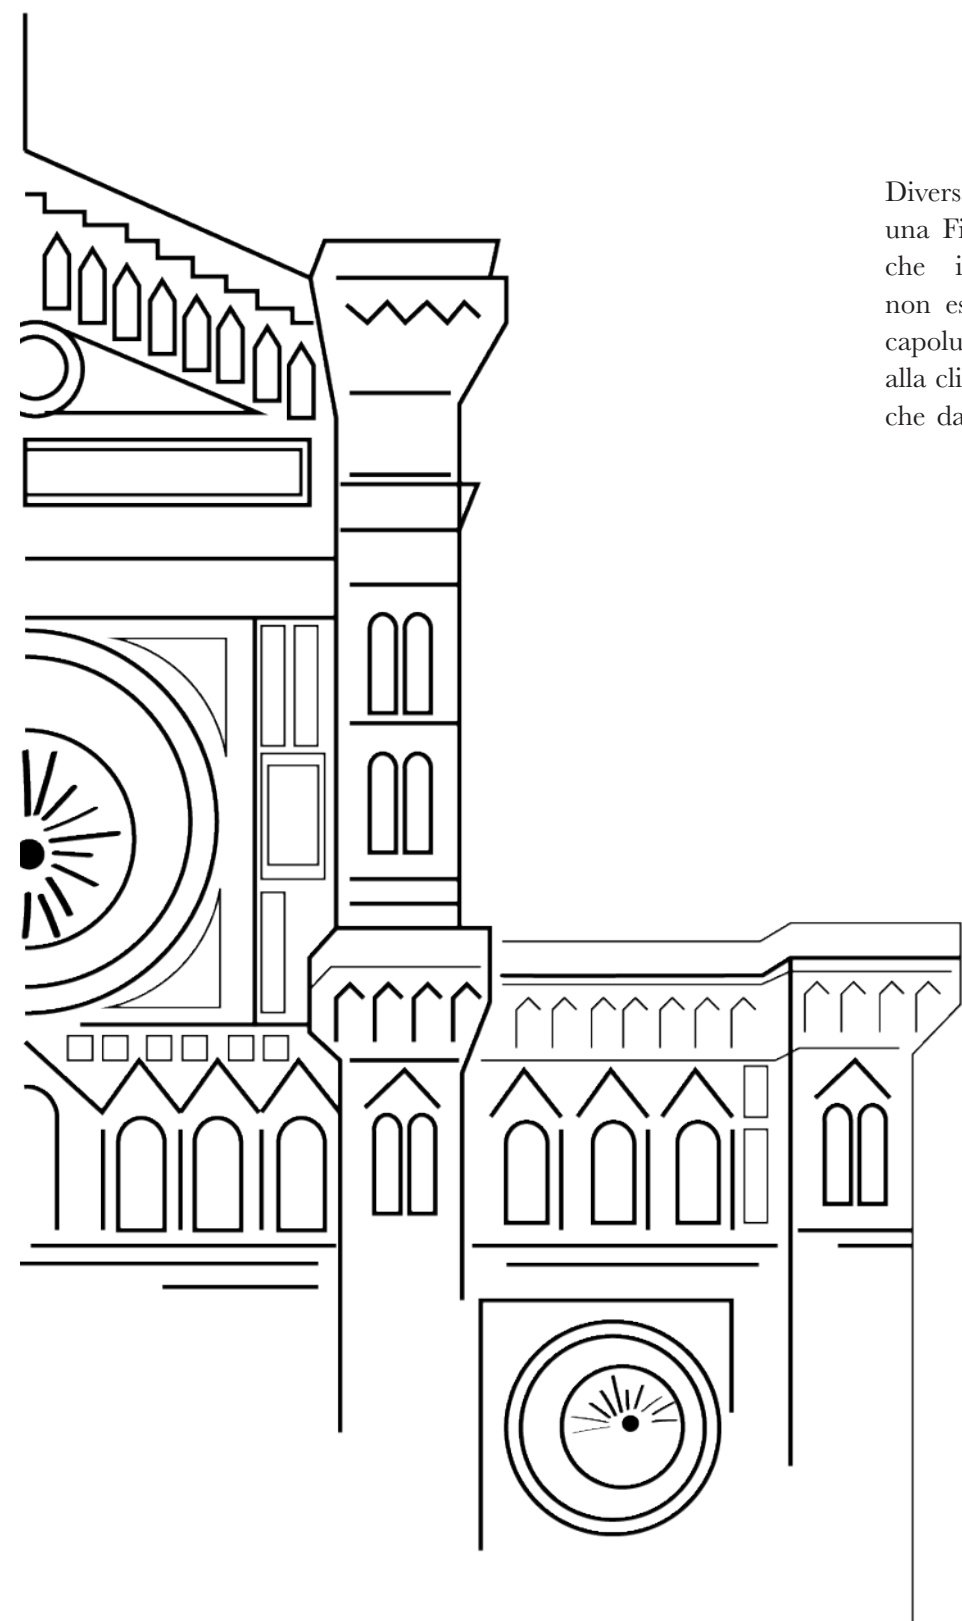 Divers
una Fi
che i
non es
capolu
alla cli
che da